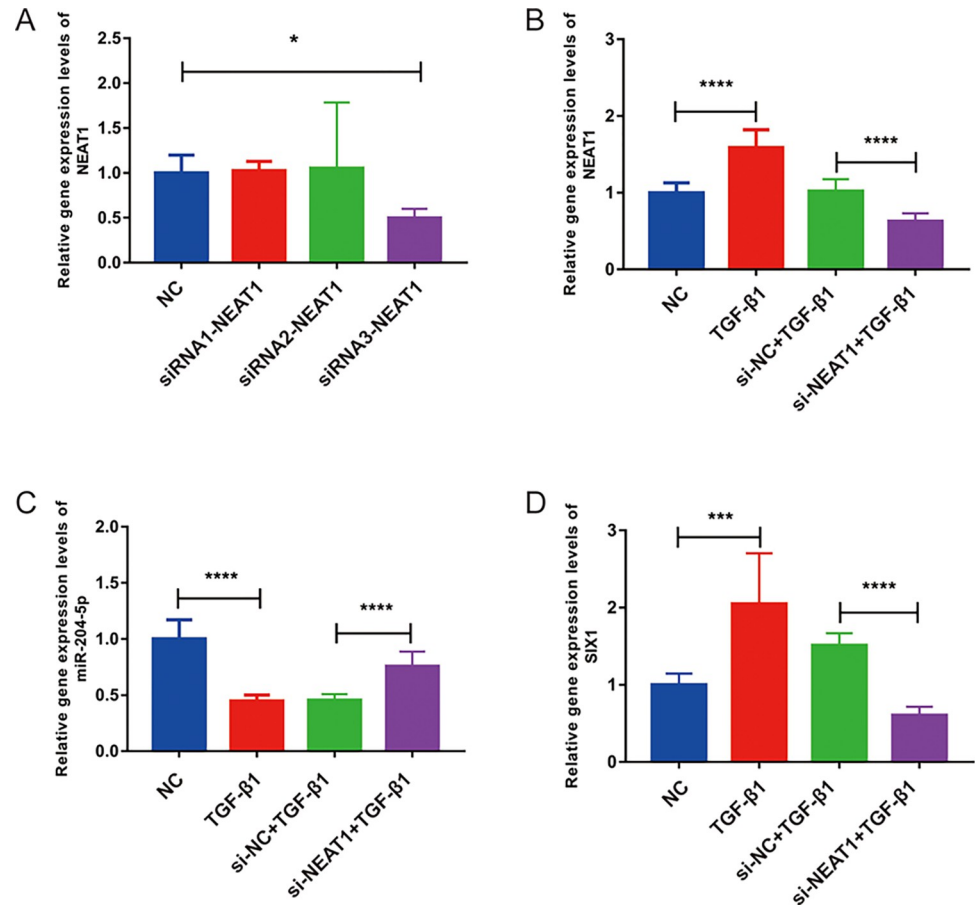 A
Relative gene expression levels of
NEAT1
2.5
2.0
1.5
1.0
0.5
0.0
*
NC
siRNA1-NEAT1
siRNA2-NEAT1
siRNA3-NEAT1
B
Relative gene expression levels of
NEAT1
3
2
1
0
****
****
NC
TGF-β1
si-NC+TGF-β1
si-NEAT1+TGF-β1
C
Relative gene expression levels of
miR-204-5p
2.0
1.5
1.0
0.5
0.0
****
****
NC
TGF-β1
si-NC+TGF-β1
si-NEAT1+TGF-β1
D
Relative gene expression levels of
SIX1
3
2
1
0
***
****
NC
TGF-β1
si-NC+TGF-β1
si-NEAT1+TGF-β1